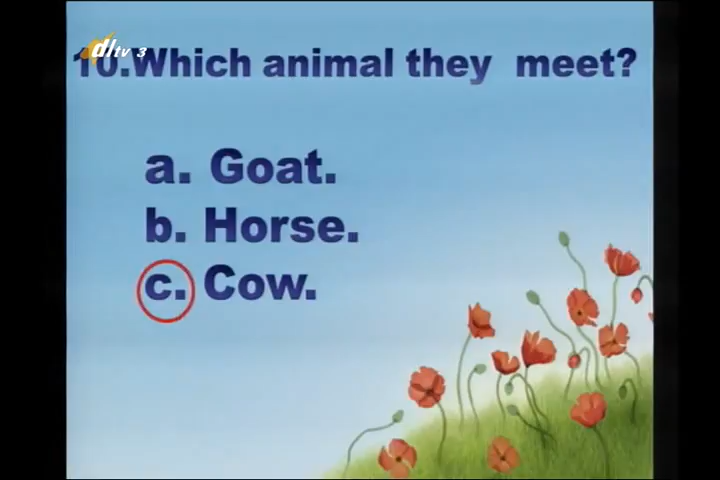 dltv 3
10.Which animal they meet?
a. Goat.
b. Horse.
c. Cow.